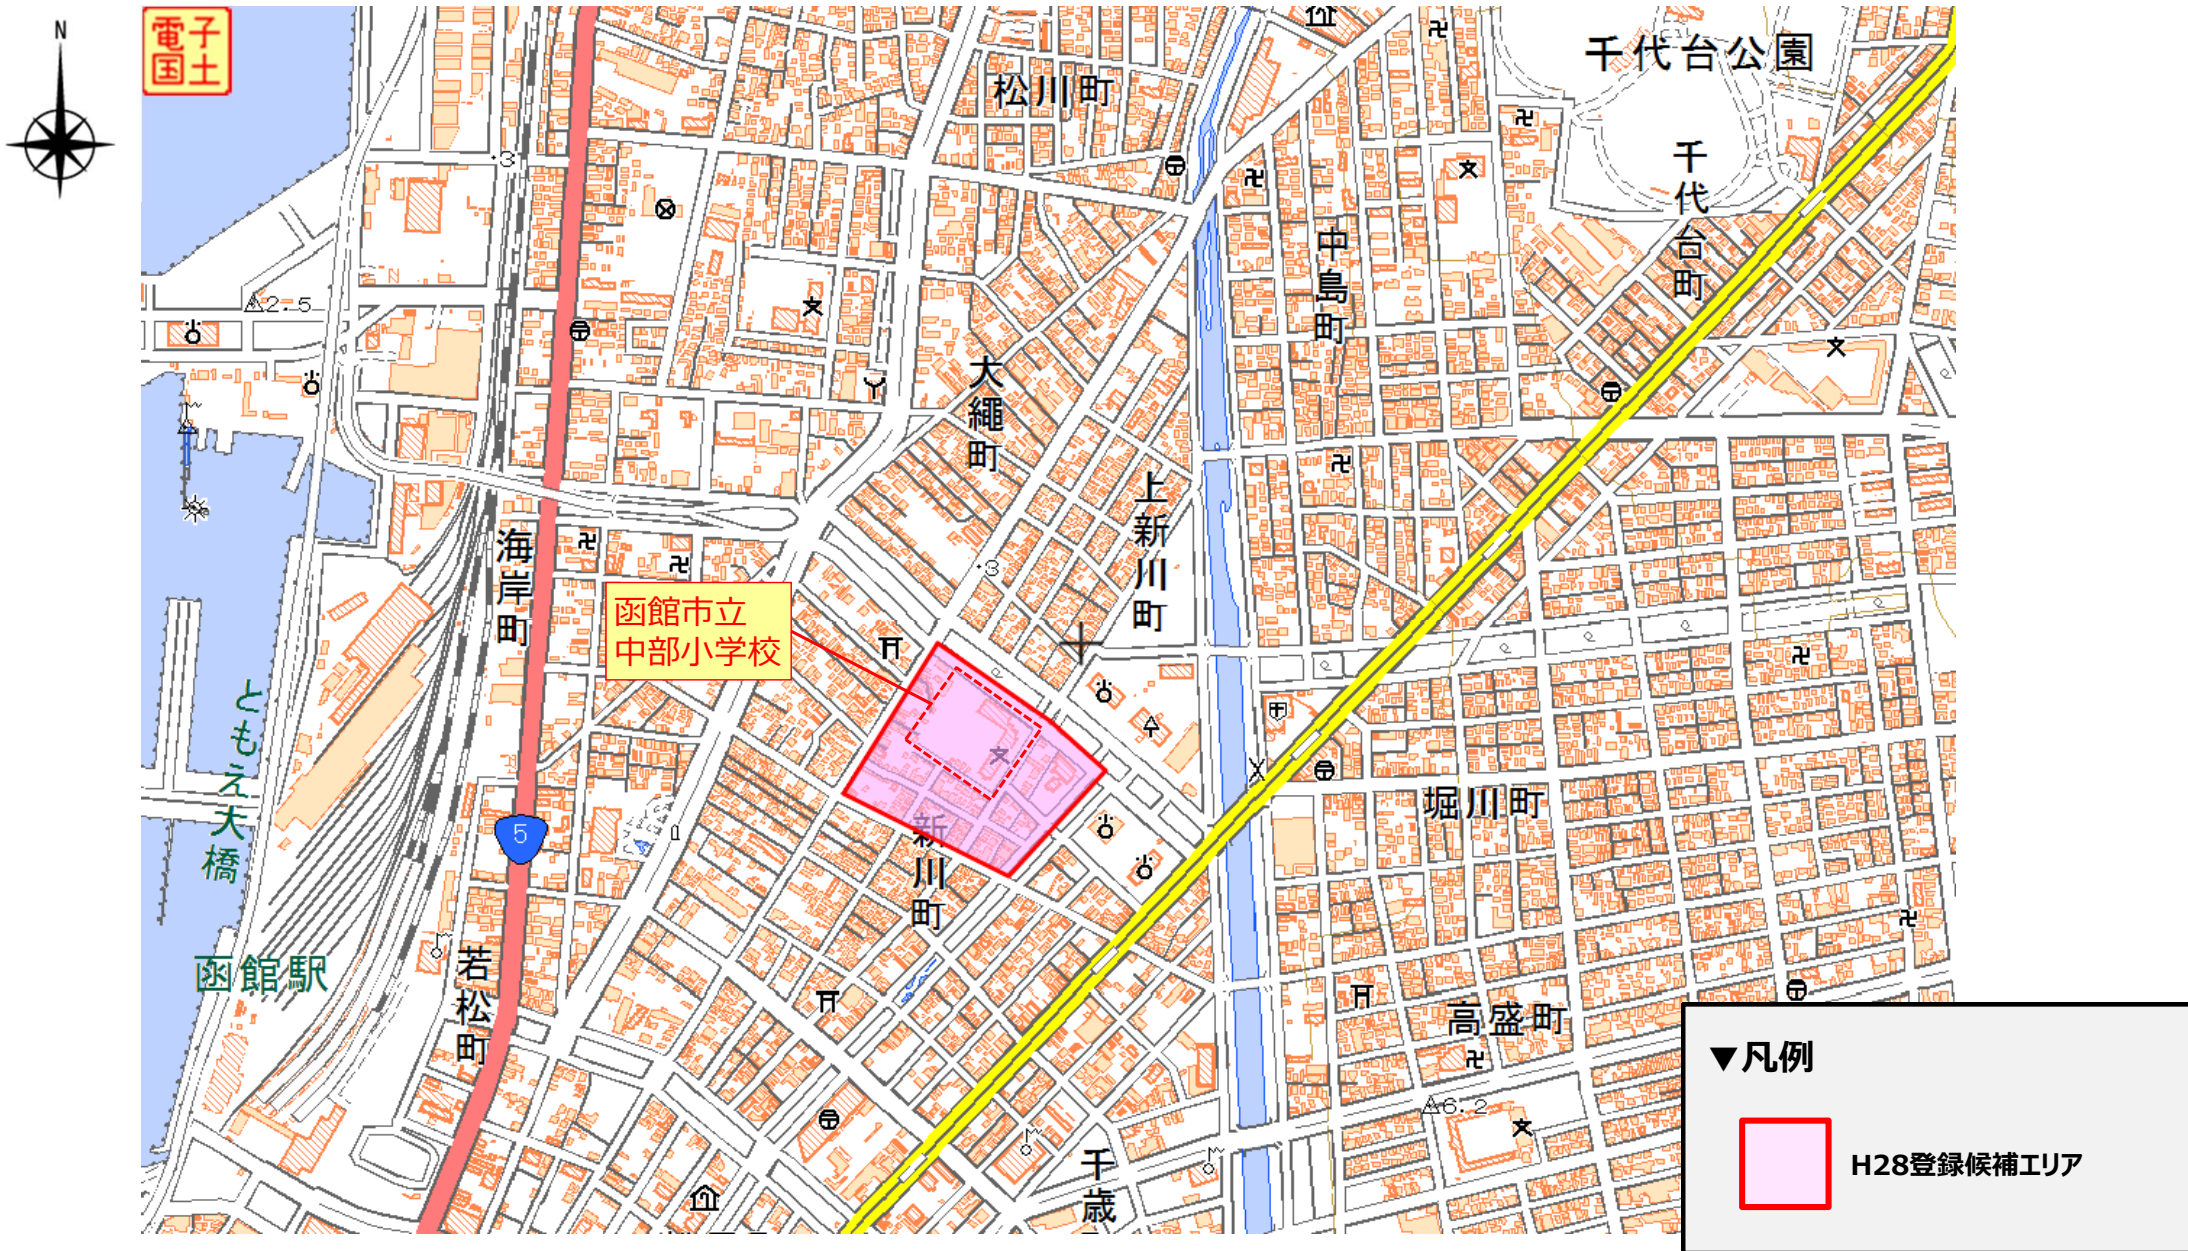 N
電子
国土
千代台公園
松川町
千代台町
・3
中島町
△2.5
大縄町
上新川町
海岸町
・3
函館市立
中部小学校
ともえ大橋
5
堀川町
新川町
函館駅
若松町
高盛町
△6.2
千歳
▼凡例
H28登録候補エリア